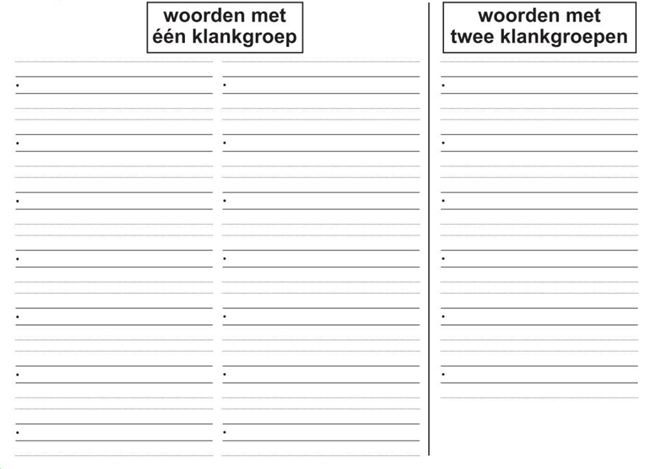 woorden met
één klankgroep
woorden met
twee klankgroepen